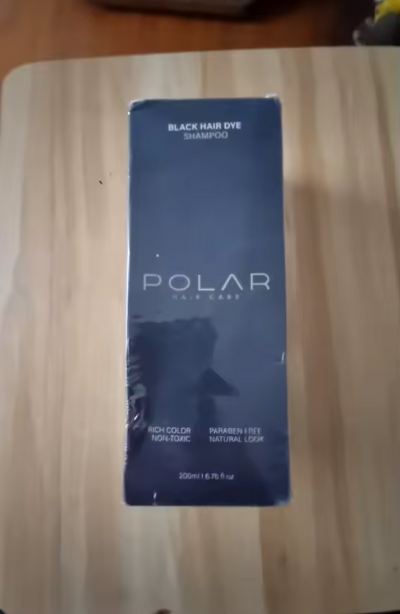 BLACK HAIR DYE
SHAMPOO
POLAR
HAIR CARE
RICH COLOR
NON-TOXIC
PARABEN FREE
NATURAL LOOK
200ml | 6.76 fl oz